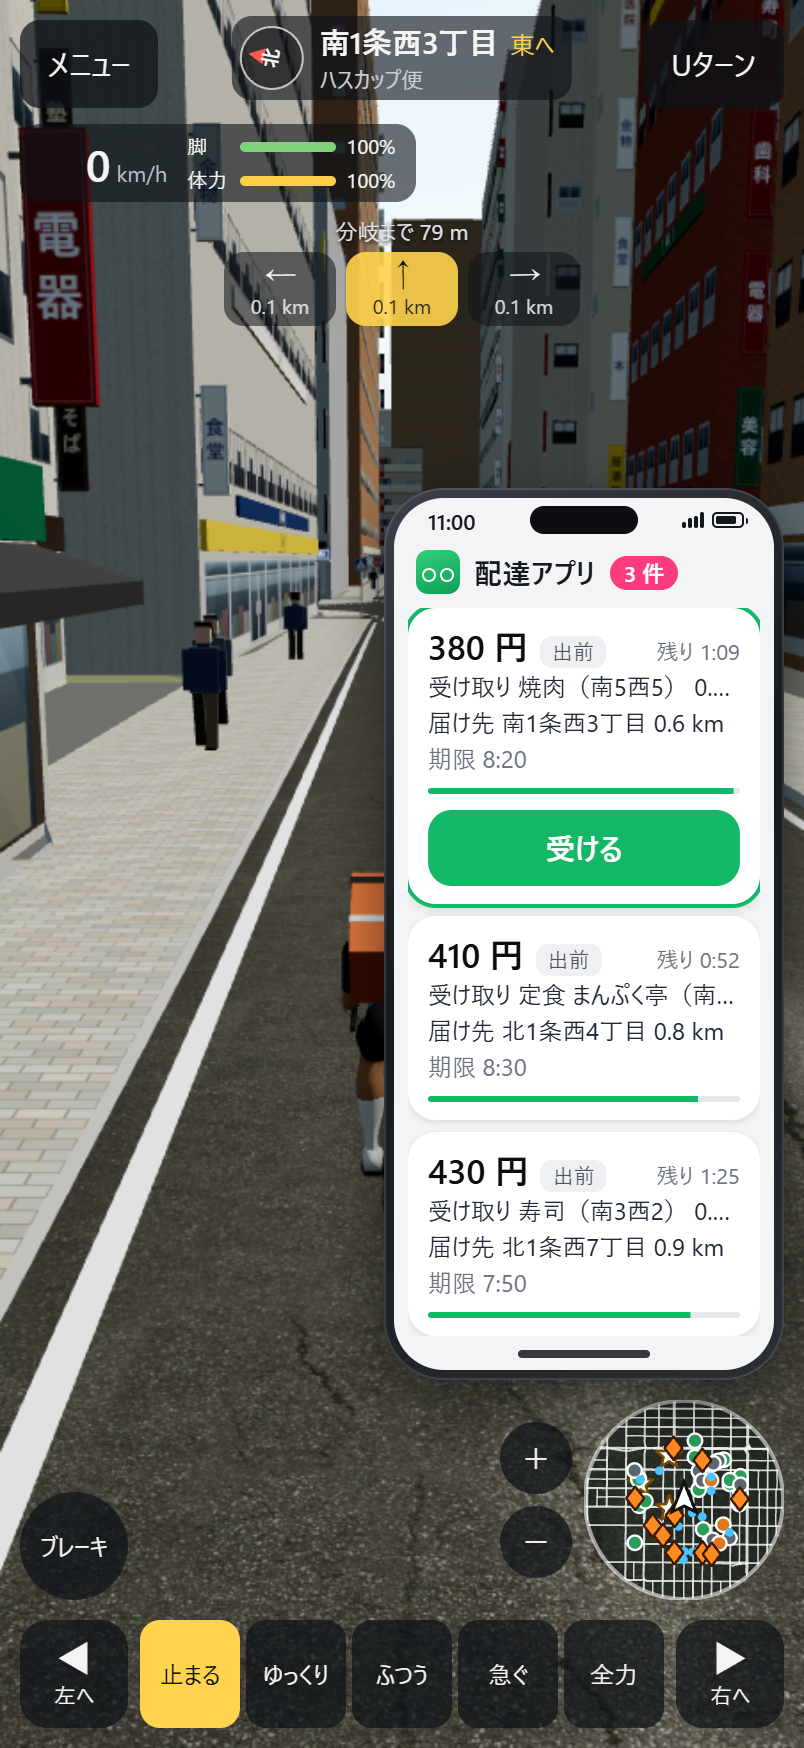 メニュー
北
南1条西3丁目 東へ
ハスカップ便
Uターン
0 km/h
脚 100%
体力 100%
分岐まで 79 m
← 0.1 km
↑ 0.1 km
→ 0.1 km
電器
そば
食堂
金物
食堂
本
歯科
電器
美容
寿司
医院
11:00
配達アプリ 3 件
380 円 出前 残り 1:09
受け取り 焼肉（南5西5） 0....
届け先 南1条西3丁目 0.6 km
期限 8:20
受ける
410 円 出前 残り 0:52
受け取り 定食 まんぷく亭（南...
届け先 北1条西4丁目 0.8 km
期限 8:30
430 円 出前 残り 1:25
受け取り 寿司（南3西2） 0....
届け先 北1条西7丁目 0.9 km
期限 7:50
+
−
ブレーキ
◀ 左へ
止まる
ゆっくり
ふつう
急ぐ
全力
▶ 右へ